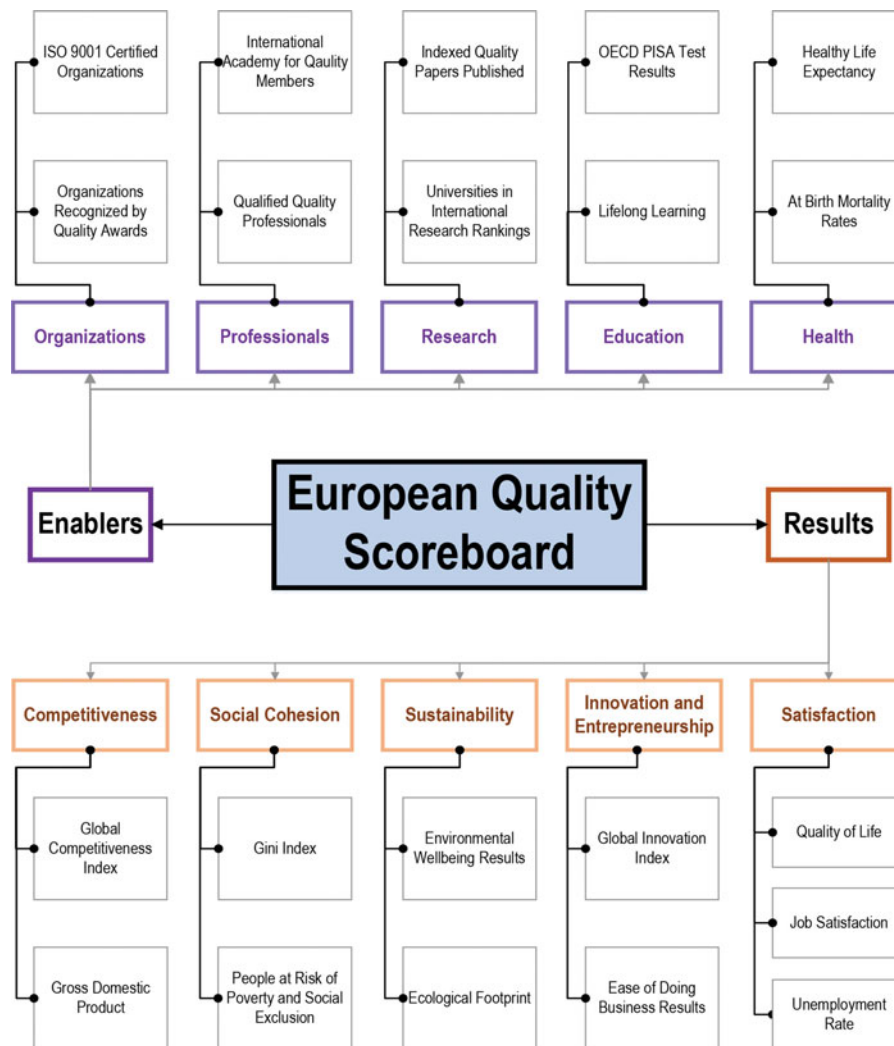 ISO 9001 Certified
Organizations
International
Academy for Qaulity
Members
Indexed Quality
Papers Published
OECD PISA Test
Results
Healthy Life
Expectancy
Organizations
Recognized by
Quality Awards
Qualified Quality
Professionals
Universities in
International
Research Rankings
Lifelong Learning
At Birth Mortality
Rates
Organizations
Professionals
Research
Education
Health
Enablers
European Quality
Scoreboard
Results
Competitiveness
Social Cohesion
Sustainability
Innovation and
Entrepreneurship
Satisfaction
Global
Competitiveness
Index
Gini Index
Environmental
Wellbeing Results
Global Innovation
Index
Quality of Life
Job Satisfaction
Gross Domestic
Product
People at Risk of
Poverty and Social
Exclusion
Ecological Footprint
Ease of Doing
Business Results
Unemployment
Rate